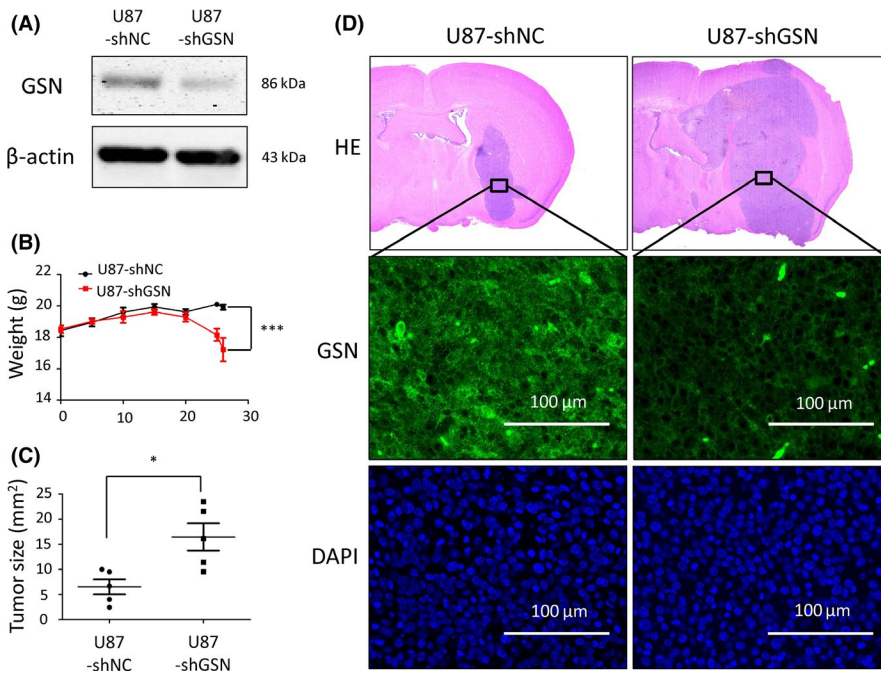 (A)
U87
-shNC
U87
-shGSN
GSN
86 kDa
β-actin
43 kDa
(B)
U87-shNC
U87-shGSN
Weight (g)
22
20
18
16
14
0
10
20
30
***
(C)
*
Tumor size (mm²)
25
20
15
10
5
0
U87
-shNC
U87
-shGSN
(D)
U87-shNC
U87-shGSN
HE
GSN
100 μm
100 μm
DAPI
100 μm
100 μm